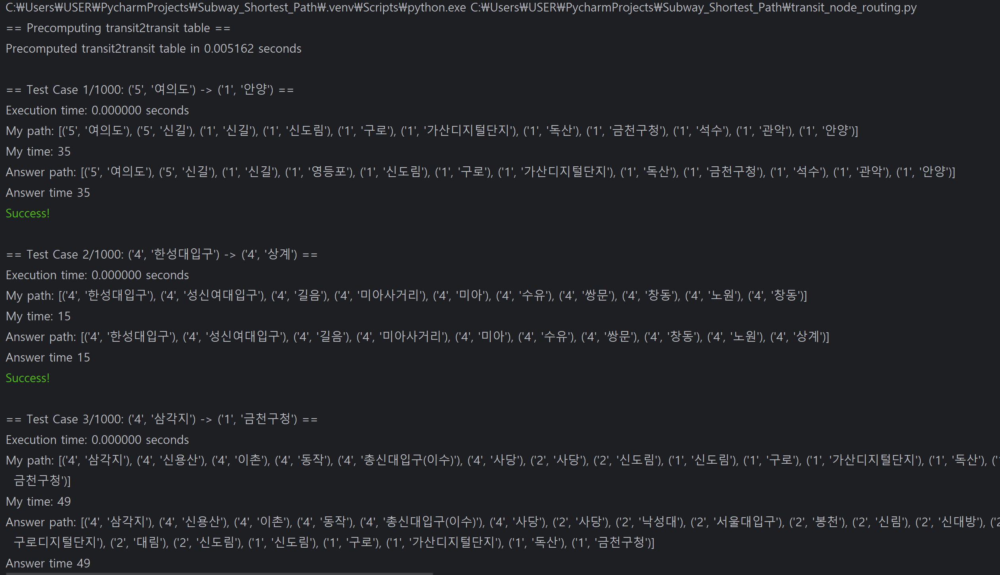 C:₩Users₩USER₩PycharmProjects₩Subway_Shortest_Path₩.venv₩Scripts₩python.exe C:₩Users₩USER₩PycharmProjects₩Subway_Shortest_Path₩transit_node_routing.py
== Precomputing transit2transit table ==
Precomputed transit2transit table in 0.005162 seconds
== Test Case 1/1000: ('5', '여의도') -> ('1', '안양') ==
Execution time: 0.000000 seconds
My path: [('5', '여의도'), ('5', '신길'), ('1', '신길'), ('1', '신도림'), ('1', '구로'), ('1', '가산디지털단지'), ('1', '독산'), ('1', '금천구청'), ('1', '석수'), ('1', '관악'), ('1', '안양')]
My time: 35
Answer path: [('5', '여의도'), ('5', '신길'), ('1', '신길'), ('1', '영등포'), ('1', '신도림'), ('1', '구로'), ('1', '가산디지털단지'), ('1', '독산'), ('1', '금천구청'), ('1', '석수'), ('1', '관악'), ('1', '안양')]
Answer time 35
Success!
== Test Case 2/1000: ('4', '한성대입구') -> ('4', '상계') ==
Execution time: 0.000000 seconds
My path: [('4', '한성대입구'), ('4', '성신여대입구'), ('4', '길음'), ('4', '미아사거리'), ('4', '미아'), ('4', '수유'), ('4', '쌍문'), ('4', '창동'), ('4', '노원'), ('4', '창동')]
My time: 15
Answer path: [('4', '한성대입구'), ('4', '성신여대입구'), ('4', '길음'), ('4', '미아사거리'), ('4', '미아'), ('4', '수유'), ('4', '쌍문'), ('4', '창동'), ('4', '노원'), ('4', '상계')]
Answer time 15
Success!
== Test Case 3/1000: ('4', '삼각지') -> ('1', '금천구청') ==
Execution time: 0.000000 seconds
My path: [('4', '삼각지'), ('4', '신용산'), ('4', '이촌'), ('4', '동작'), ('4', '총신대입구(이수)'), ('4', '사당'), ('2', '사당'), ('2', '신도림'), ('1', '신도림'), ('1', '구로'), ('1', '가산디지털단지'), ('1', '독산'), ('1
금천구청')]
My time: 49
Answer path: [('4', '삼각지'), ('4', '신용산'), ('4', '이촌'), ('4', '동작'), ('4', '총신대입구(이수)'), ('4', '사당'), ('2', '사당'), ('2', '낙성대'), ('2', '서울대입구'), ('2', '봉천'), ('2', '신림'), ('2', '신대방'), ('2
구로디지털단지'), ('2', '대림'), ('2', '신도림'), ('1', '신도림'), ('1', '구로'), ('1', '가산디지털단지'), ('1', '독산'), ('1', '금천구청')]
Answer time 49